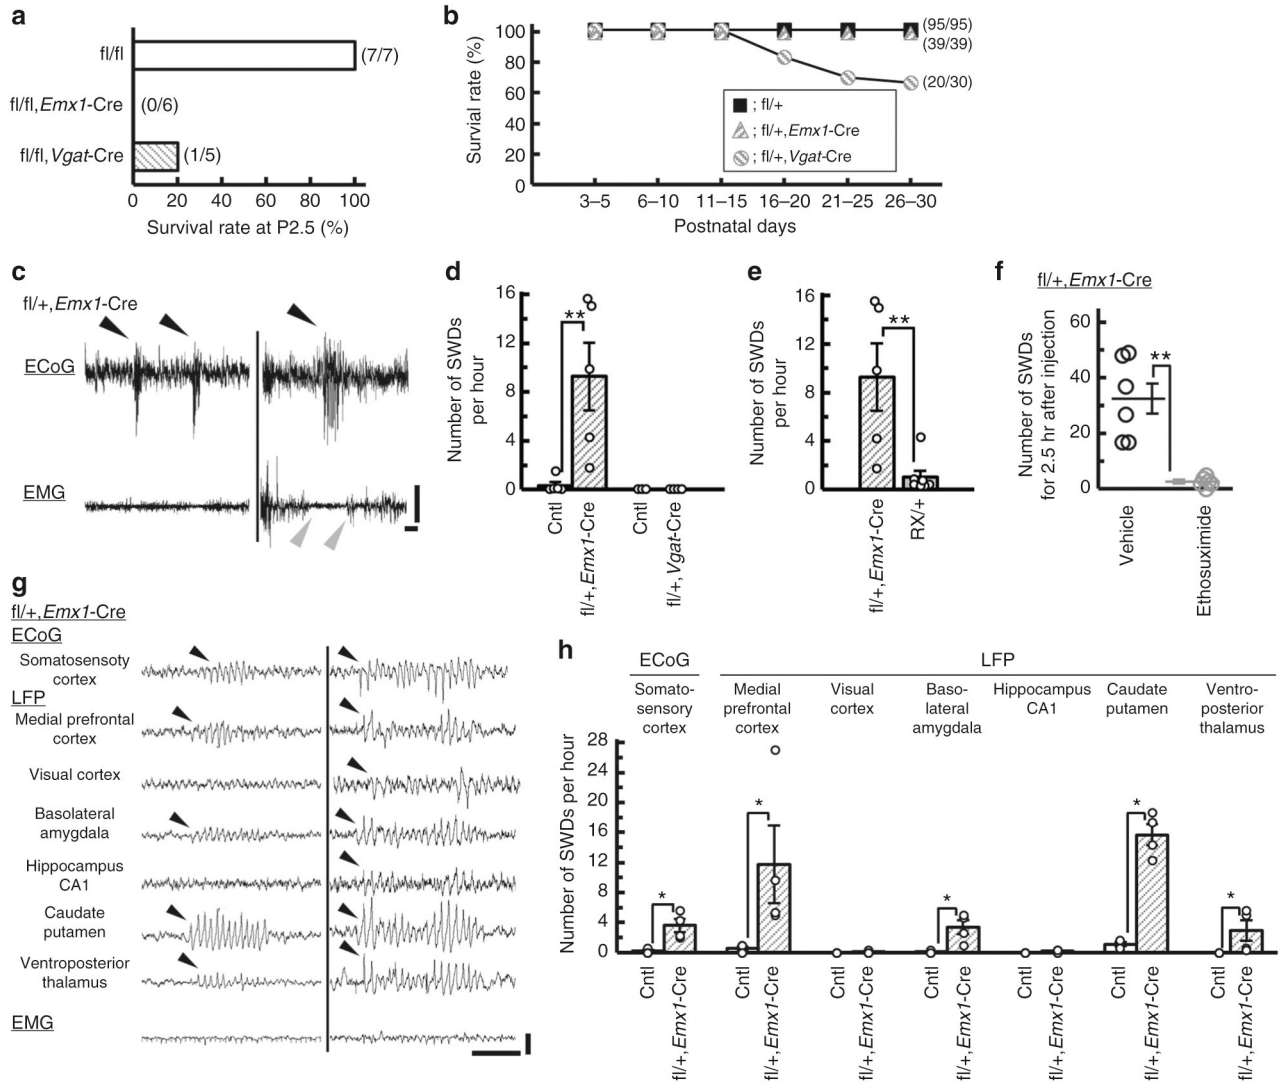 a
fl/fl
(7/7)
fl/fl,Emx1-Cre
(0/6)
fl/fl,Vgat-Cre
(1/5)
0 20 40 60 80 100
Survival rate at P2.5 (%)
b
Survial rate (%)
100
80
60
40
20
0
(95/95)
(39/39)
(20/30)
; fl/+
; fl/+,Emx1-Cre
; fl/+,Vgat-Cre
3–5 6–10 11–15 16–20 21–25 26–30
Postnatal days
c
fl/+,Emx1-Cre
ECoG
EMG
d
Number of SWDs
per hour
16
12
8
4
0
**
Cntl
fl/+,Emx1-Cre
Cntl
fl/+,Vgat-Cre
e
Number of SWDs
per hour
16
12
8
4
0
**
fl/+,Emx1-Cre
RX/+
f
fl/+,Emx1-Cre
Number of SWDs
for 2.5 hr after injection
60
40
20
0
**
Vehicle
Ethosuximide
g
fl/+,Emx1-Cre
ECoG
Somatosensoty
cortex
LFP
Medial prefrontal
cortex
Visual cortex
Basolateral
amygdala
Hippocampus
CA1
Caudate
putamen
Ventroposterior
thalamus
EMG
h
ECoG
LFP
Somato-
sensory
cortex
Medial
prefrontal
cortex
Visual
cortex
Baso-
lateral
amygdala
Hippocampus
CA1
Caudate
putamen
Ventro-
posterior
thalamus
Number of SWDs per hour
28
24
20
16
12
8
4
0
*
*
*
*
*
Cntl
fl/+,Emx1-Cre
Cntl
fl/+,Emx1-Cre
Cntl
fl/+,Emx1-Cre
Cntl
fl/+,Emx1-Cre
Cntl
fl/+,Emx1-Cre
Cntl
fl/+,Emx1-Cre
Cntl
fl/+,Emx1-Cre